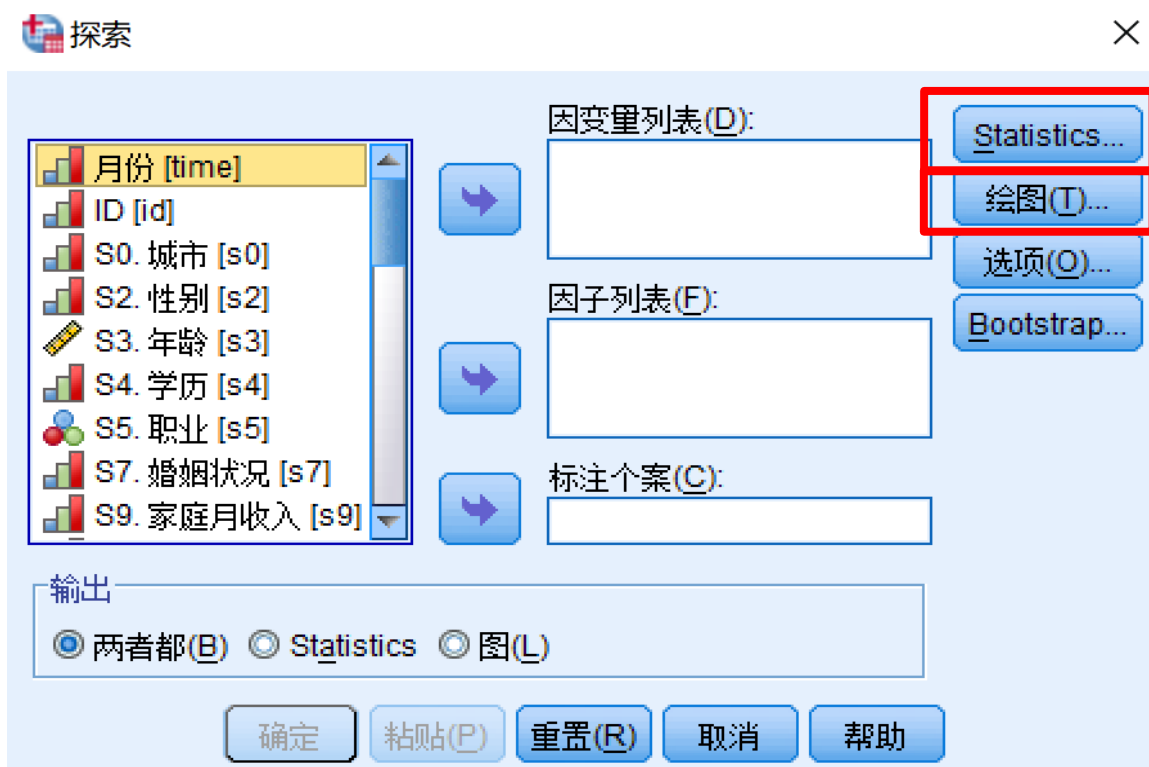 探索
因变量列表(D):
Statistics...
月份 [time]
绘图(T)...
ID [id]
S0. 城市 [s0]
选项(O)...
S2. 性别 [s2]
因子列表(F):
Bootstrap...
S3. 年龄 [s3]
S4. 学历 [s4]
S5. 职业 [s5]
S7. 婚姻状况 [s7]
标注个案(C):
S9. 家庭月收入 [s9]
输出
两者都(B) Statistics 图(L)
确定 粘贴(P) 重置(R) 取消 帮助